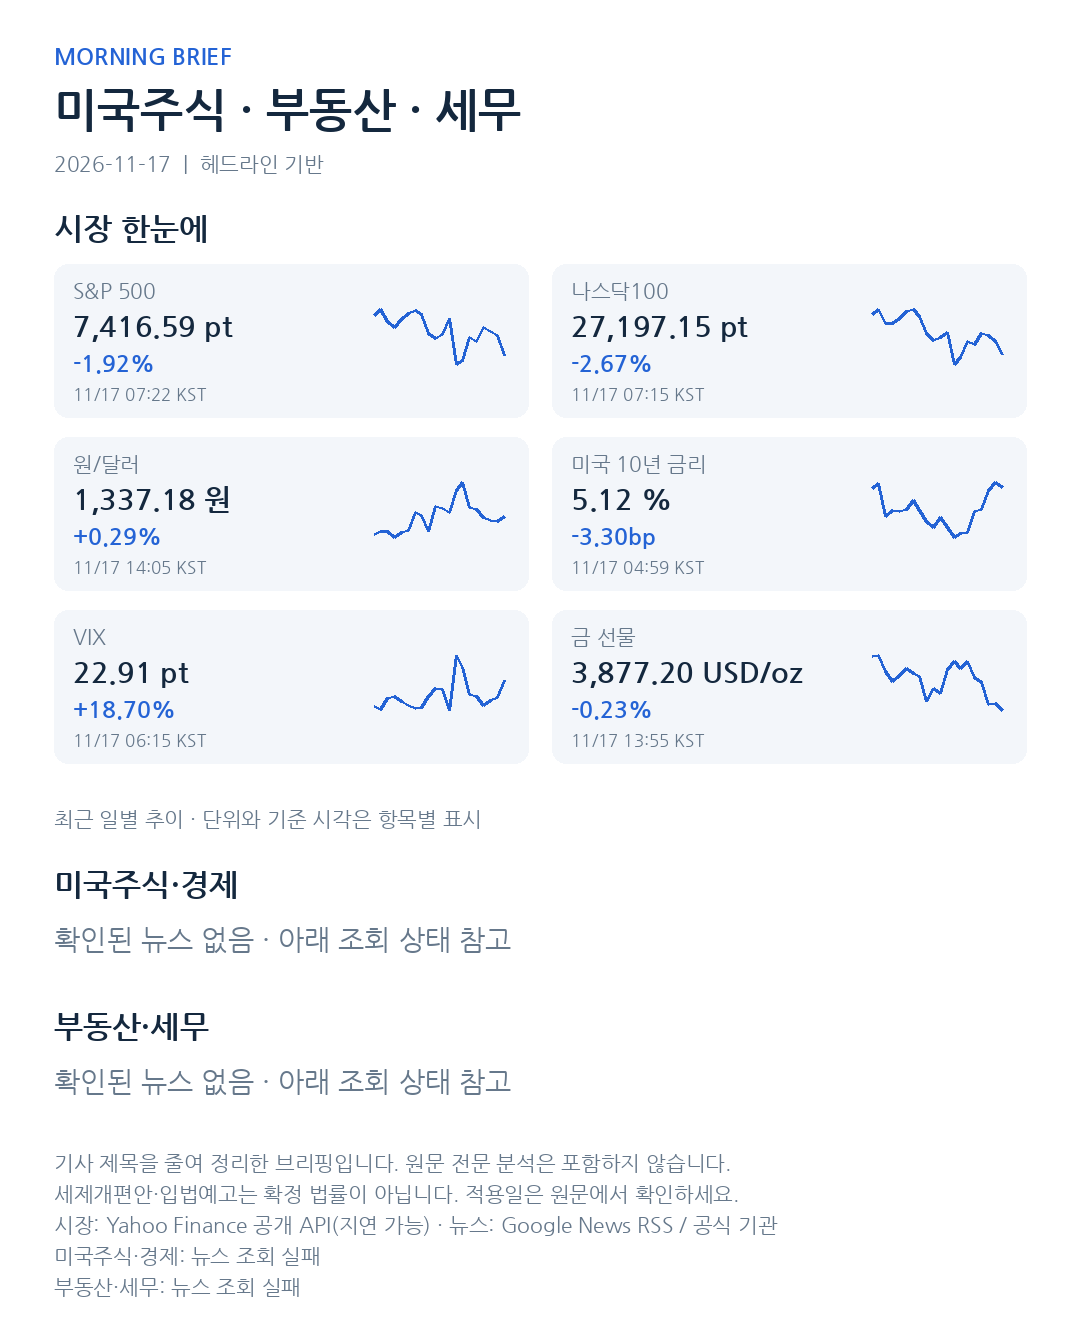 MORNING BRIEF
미국주식 · 부동산 · 세무
2026-11-17 | 헤드라인 기반
시장 한눈에
S&P 500
7,416.59 pt
-1.92%
11/17 07:22 KST
나스닥100
27,197.15 pt
-2.67%
11/17 07:15 KST
원/달러
1,337.18 원
+0.29%
11/17 14:05 KST
미국 10년 금리
5.12 %
-3.30bp
11/17 04:59 KST
VIX
22.91 pt
+18.70%
11/17 06:15 KST
금 선물
3,877.20 USD/oz
-0.23%
11/17 13:55 KST
최근 일별 추이 · 단위와 기준 시각은 항목별 표시
미국주식·경제
확인된 뉴스 없음 · 아래 조회 상태 참고
부동산·세무
확인된 뉴스 없음 · 아래 조회 상태 참고
기사 제목을 줄여 정리한 브리핑입니다. 원문 전문 분석은 포함하지 않습니다.
세제개편안·입법예고는 확정 법률이 아닙니다. 적용일은 원문에서 확인하세요.
시장: Yahoo Finance 공개 API(지연 가능) · 뉴스: Google News RSS / 공식 기관
미국주식·경제: 뉴스 조회 실패
부동산·세무: 뉴스 조회 실패